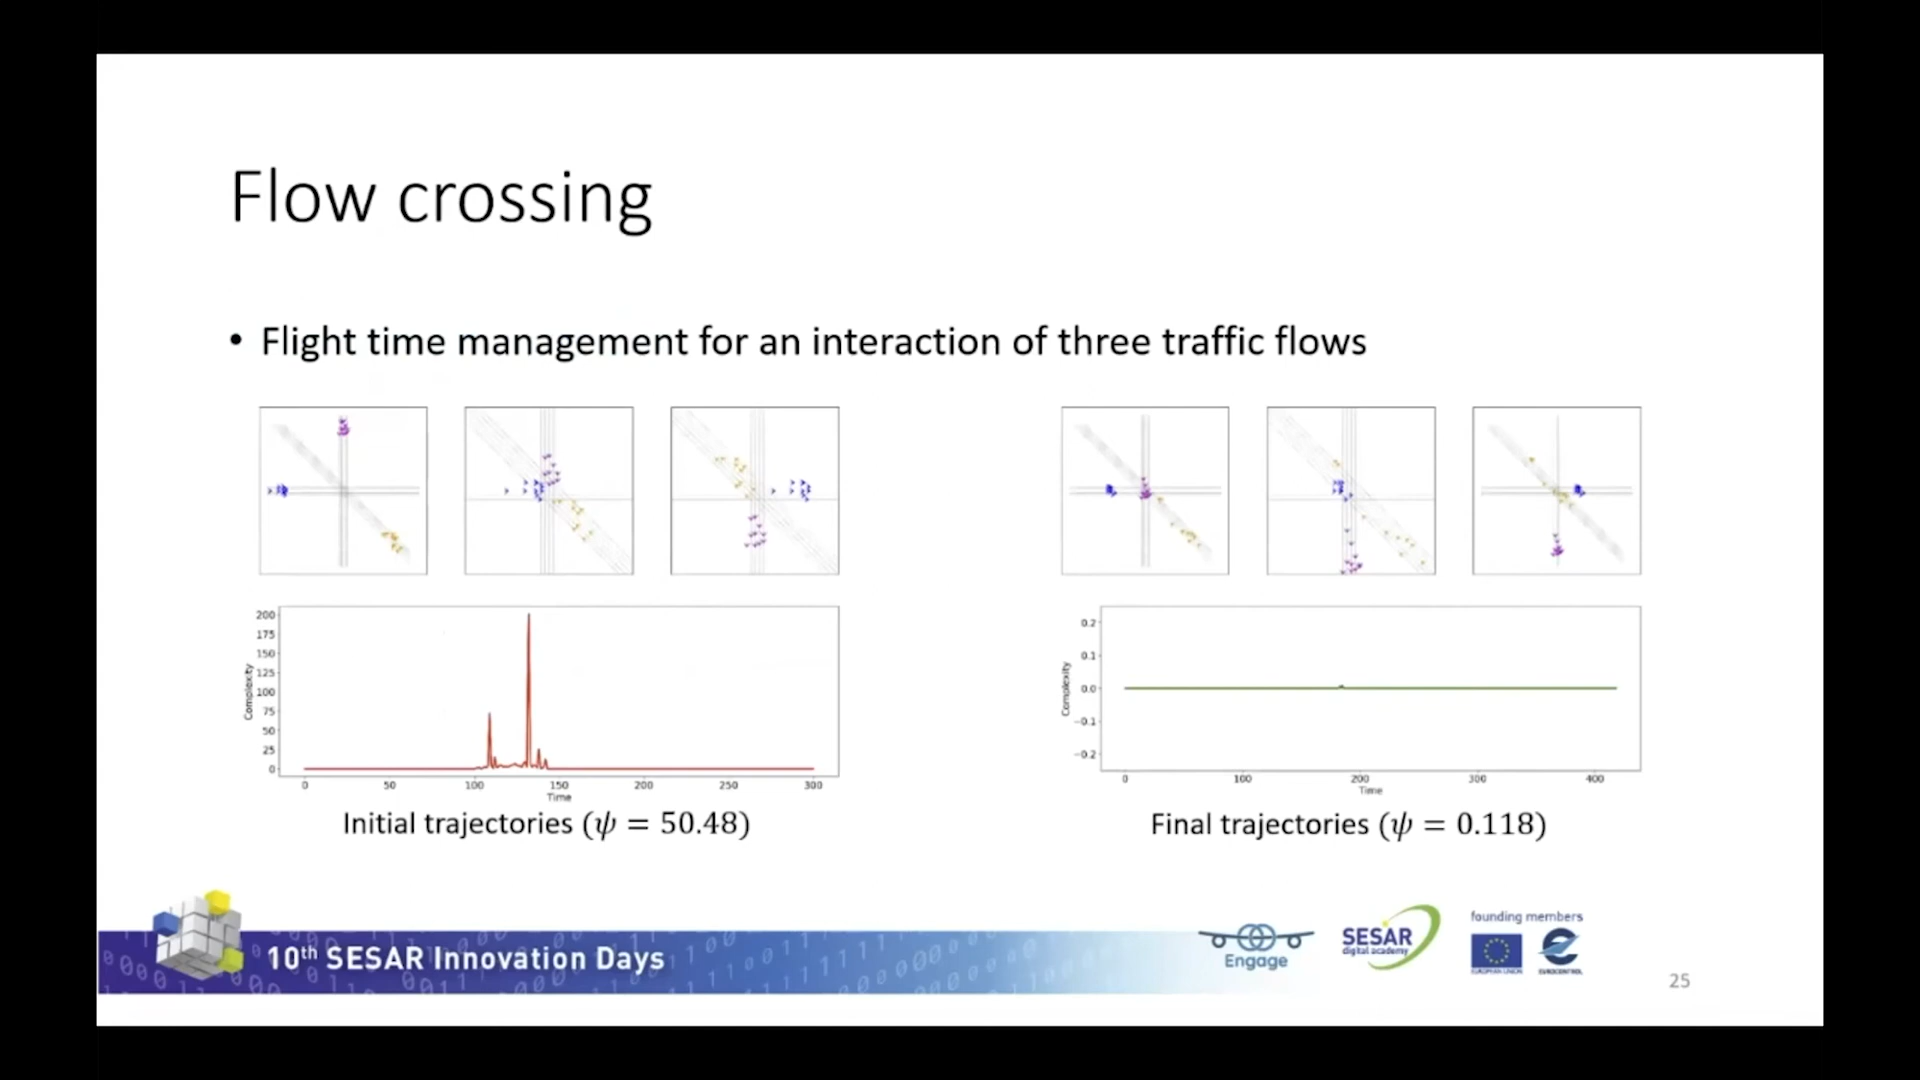 Flow crossing
• Flight time management for an interaction of three traffic flows
200
175
150
125
100
75
50
25
0
Complexity
0 50 100 150 200 250 300
Time
Initial trajectories (ψ = 50.48)
0.2
0.1
0.0
−0.1
−0.2
Complexity
0 100 200 300 400
Time
Final trajectories (ψ = 0.118)
10th SESAR Innovation Days
Engage
SESAR
digital academy
founding members
EUROPEAN UNION
EUROCONTROL
25